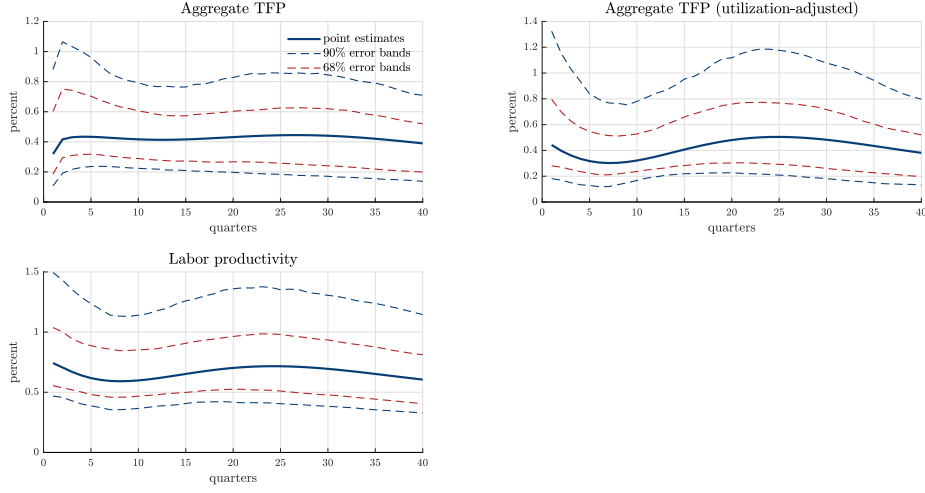 Aggregate TFP
1.2
1
0.8
0.6
0.4
0.2
0
percent
point estimates
90% error bands
68% error bands
0 5 10 15 20 25 30 35 40
quarters
Aggregate TFP (utilization-adjusted)
1.4
1.2
1
0.8
0.6
0.4
0.2
0
percent
0 5 10 15 20 25 30 35 40
quarters
Labor productivity
1.5
1
0.5
0
percent
0 5 10 15 20 25 30 35 40
quarters